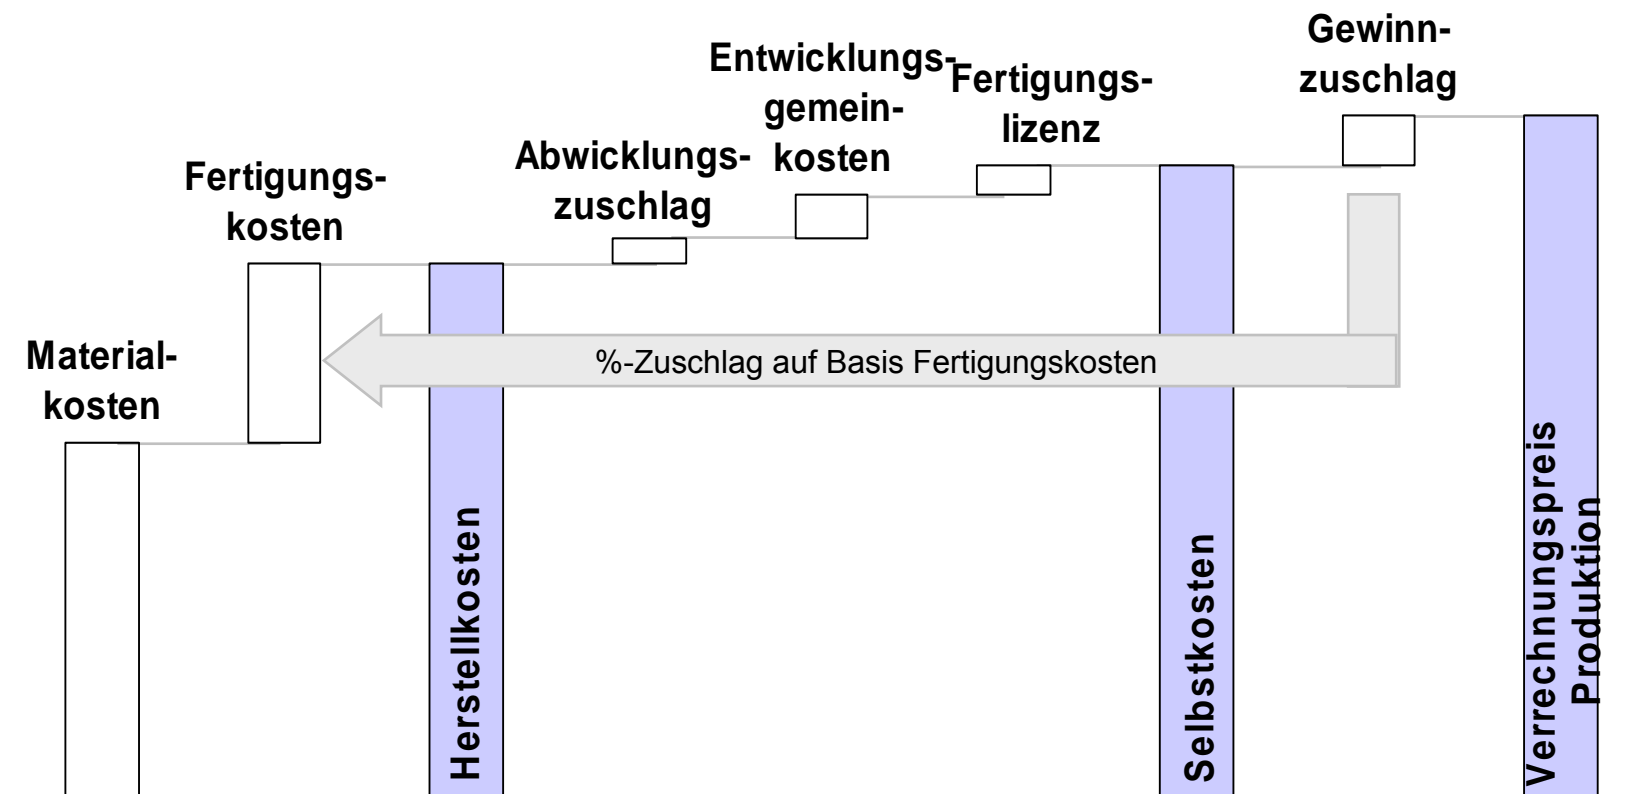 Material-
kosten
Fertigungs-
kosten
Herstellkosten
Abwicklungs-
zuschlag
Entwicklungs-
gemein-
kosten
Fertigungs-
lizenz
Selbstkosten
Gewinn-
zuschlag
Verrechnungspreis
Produktion
%-Zuschlag auf Basis Fertigungskosten